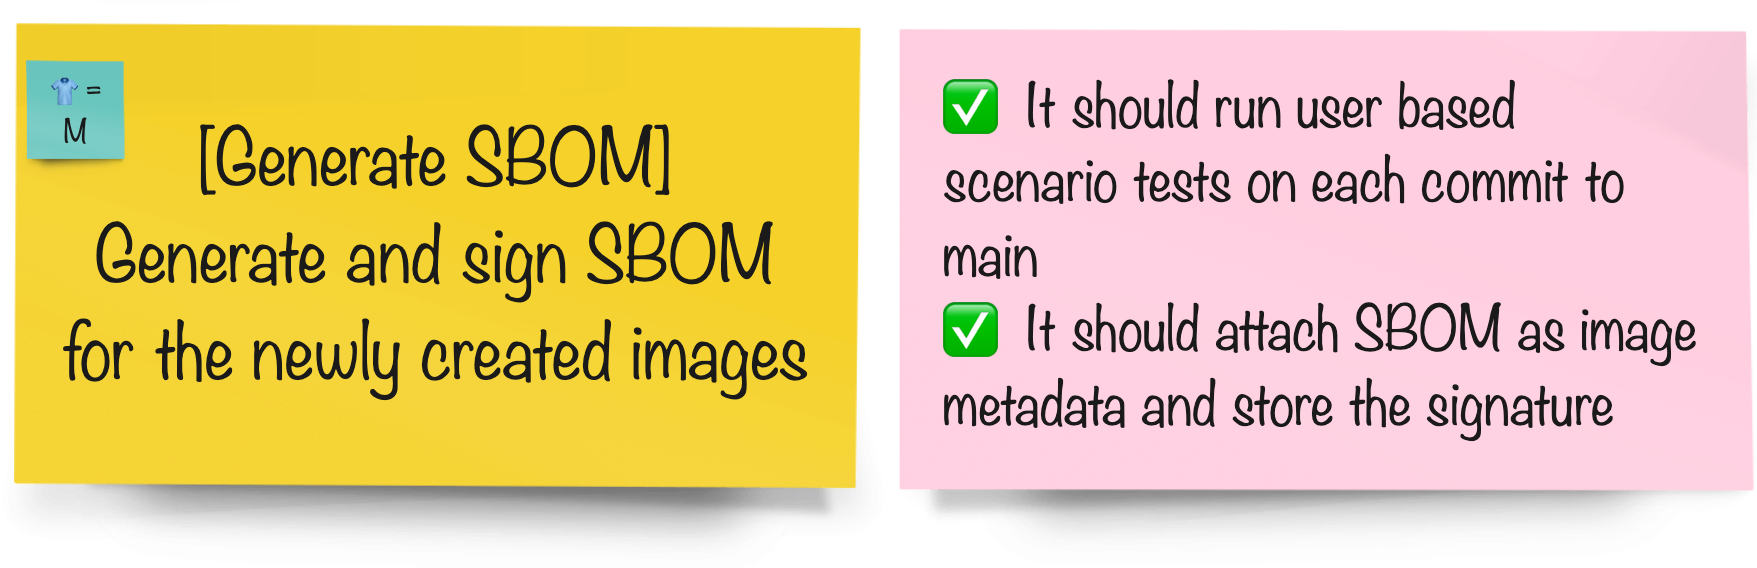 👕 =
M
[Generate SBOM]
Generate and sign SBOM
for the newly created images
✅ It should run user based
scenario tests on each commit to
main
✅ It should attach SBOM as image
metadata and store the signature